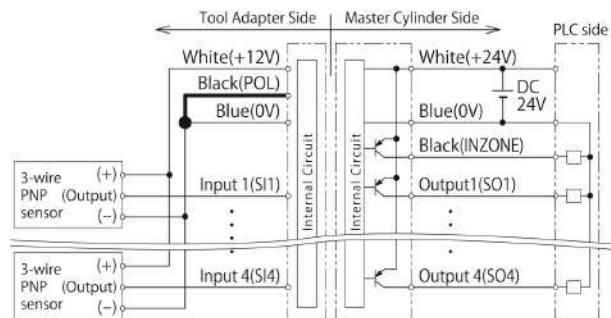 Tool Adapter Side
Master Cylinder Side
PLC side
White(+12V)
White(+24V)
Black(POL)
DC
24V
Blue(0V)
Blue(0V)
Internal Circuit
Internal Circuit
Black(INZONE)
3-wire (+)
PNP (Output)
sensor (−)
Input 1(SI1)
Output1(SO1)
3-wire (+)
PNP (Output)
sensor (−)
Input 4(SI4)
Output 4(SO4)